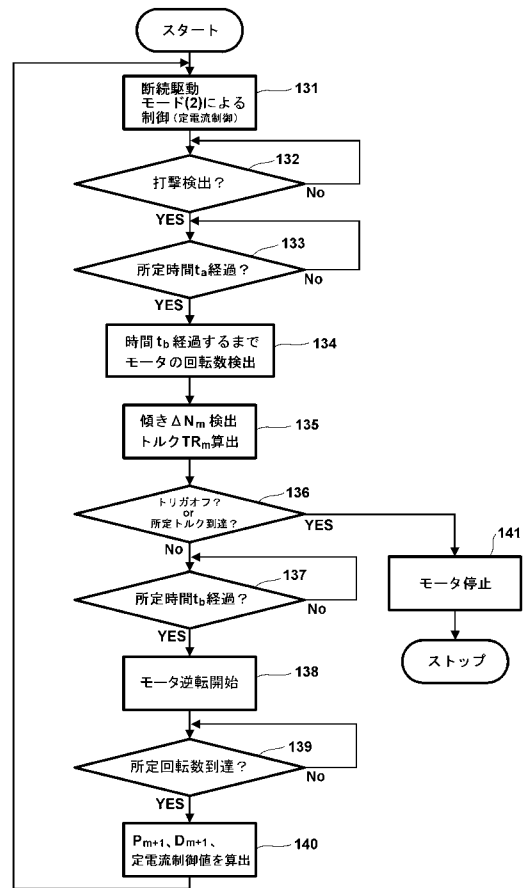 スタート
断続駆動
モード(2)による
制御(定電流制御)
131
132
打撃検出?
No
YES
133
所定時間ta経過?
No
YES
時間tb経過するまで
モータの回転数検出
134
傾きΔNm検出
トルクTRm算出
135
136
トリガオフ?
or
所定トルク到達?
YES
No
141
モータ停止
ストップ
137
所定時間tb経過?
No
YES
モータ逆転開始
138
139
所定回転数到達?
No
YES
Pm+1、Dm+1、
定電流制御値を算出
140